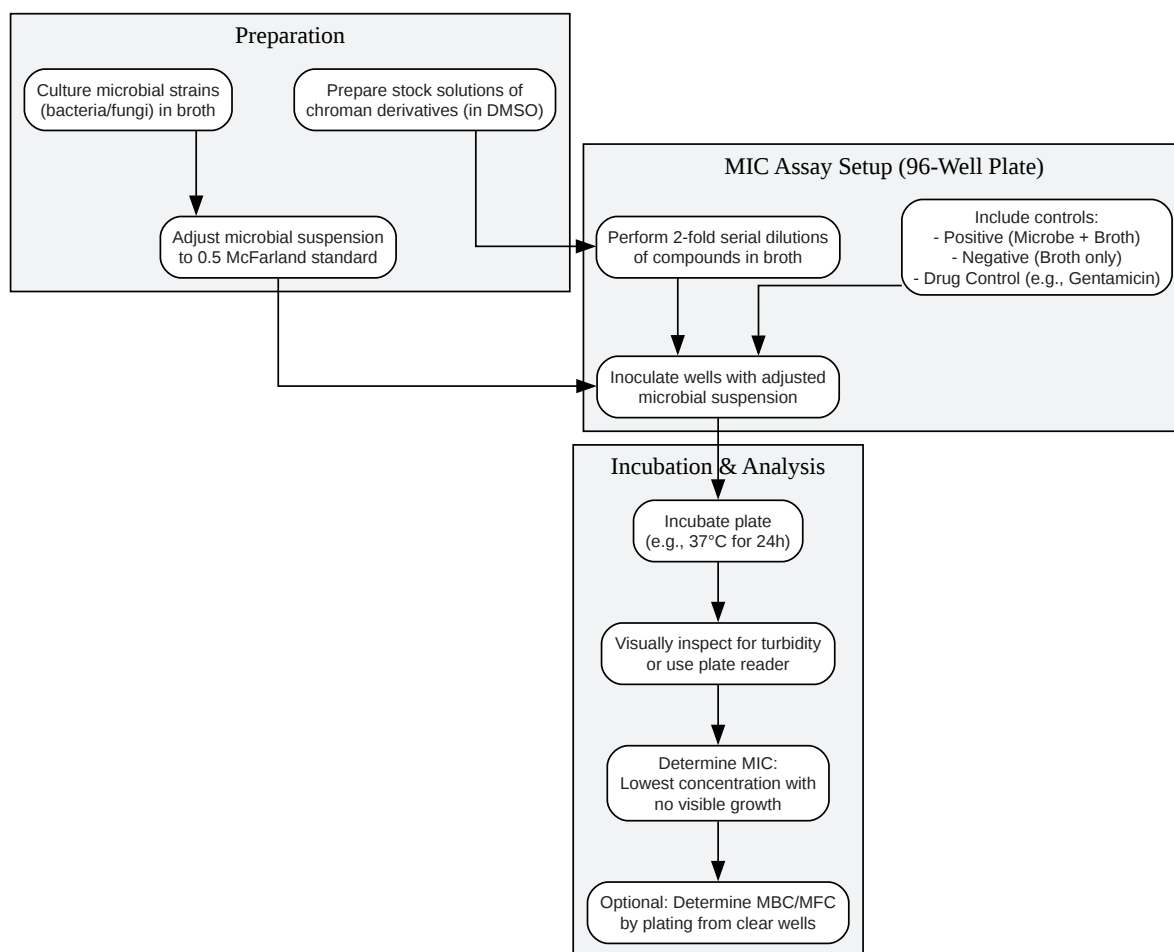 Preparation
Culture microbial strains
(bacteria/fungi) in broth
Prepare stock solutions of
chroman derivatives (in DMSO)
Adjust microbial suspension
to 0.5 McFarland standard
MIC Assay Setup (96-Well Plate)
Perform 2-fold serial dilutions
of compounds in broth
Include controls:
- Positive (Microbe + Broth)
- Negative (Broth only)
- Drug Control (e.g., Gentamicin)
Inoculate wells with adjusted
microbial suspension
Incubation & Analysis
Incubate plate
(e.g., 37°C for 24h)
Visually inspect for turbidity
or use plate reader
Determine MIC:
Lowest concentration with
no visible growth
Optional: Determine MBC/MFC
by plating from clear wells